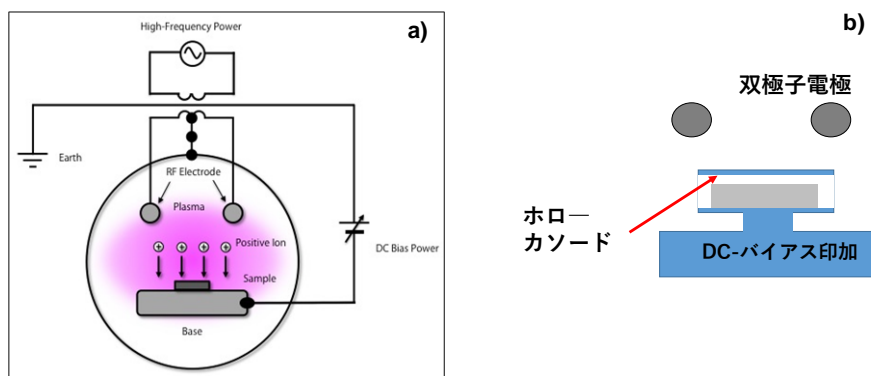 High-Frequency Power
a)
Earth
RF Electrode
Plasma
Positive Ion
DC Bias Power
Sample
Base
b)
双極子電極
ホロー
カソード
DC-バイアス印加